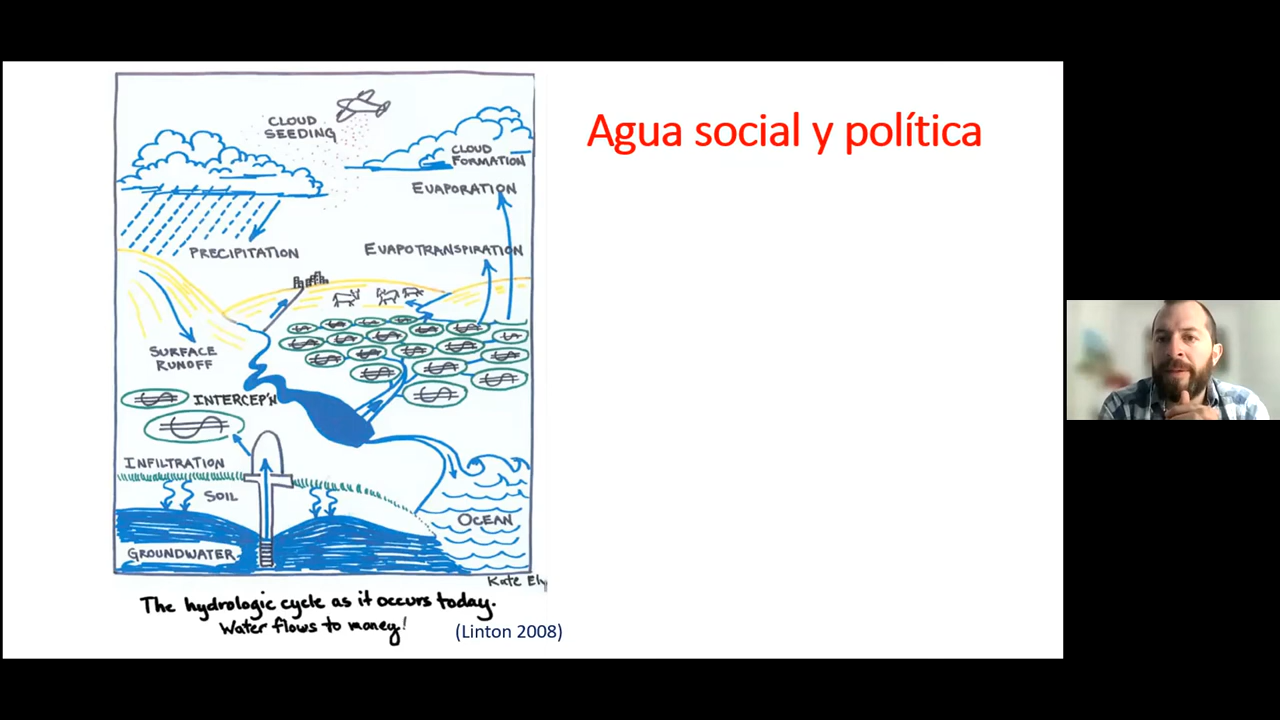 Agua social y política
CLOUD
SEEDING
CLOUD
FORMATION
EVAPORATION
PRECIPITATION
EVAPOTRANSPIRATION
SURFACE
RUNOFF
INTERCEP'N
INFILTRATION
SOIL
OCEAN
GROUNDWATER
Kate Ely
The hydrologic cycle as it occurs today.
Water flows to money!
(Linton 2008)